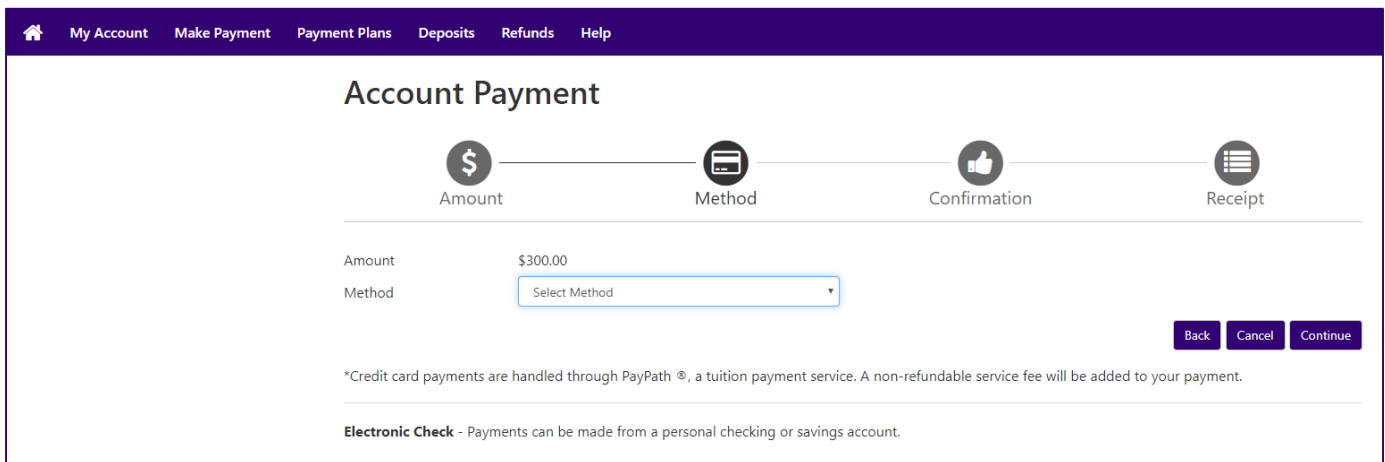 My Account Make Payment Payment Plans Deposits Refunds Help
Account Payment
Amount Method Confirmation Receipt
Amount $300.00
Method Select Method
Back Cancel Continue
*Credit card payments are handled through PayPath ®, a tuition payment service. A non-refundable service fee will be added to your payment.
Electronic Check - Payments can be made from a personal checking or savings account.